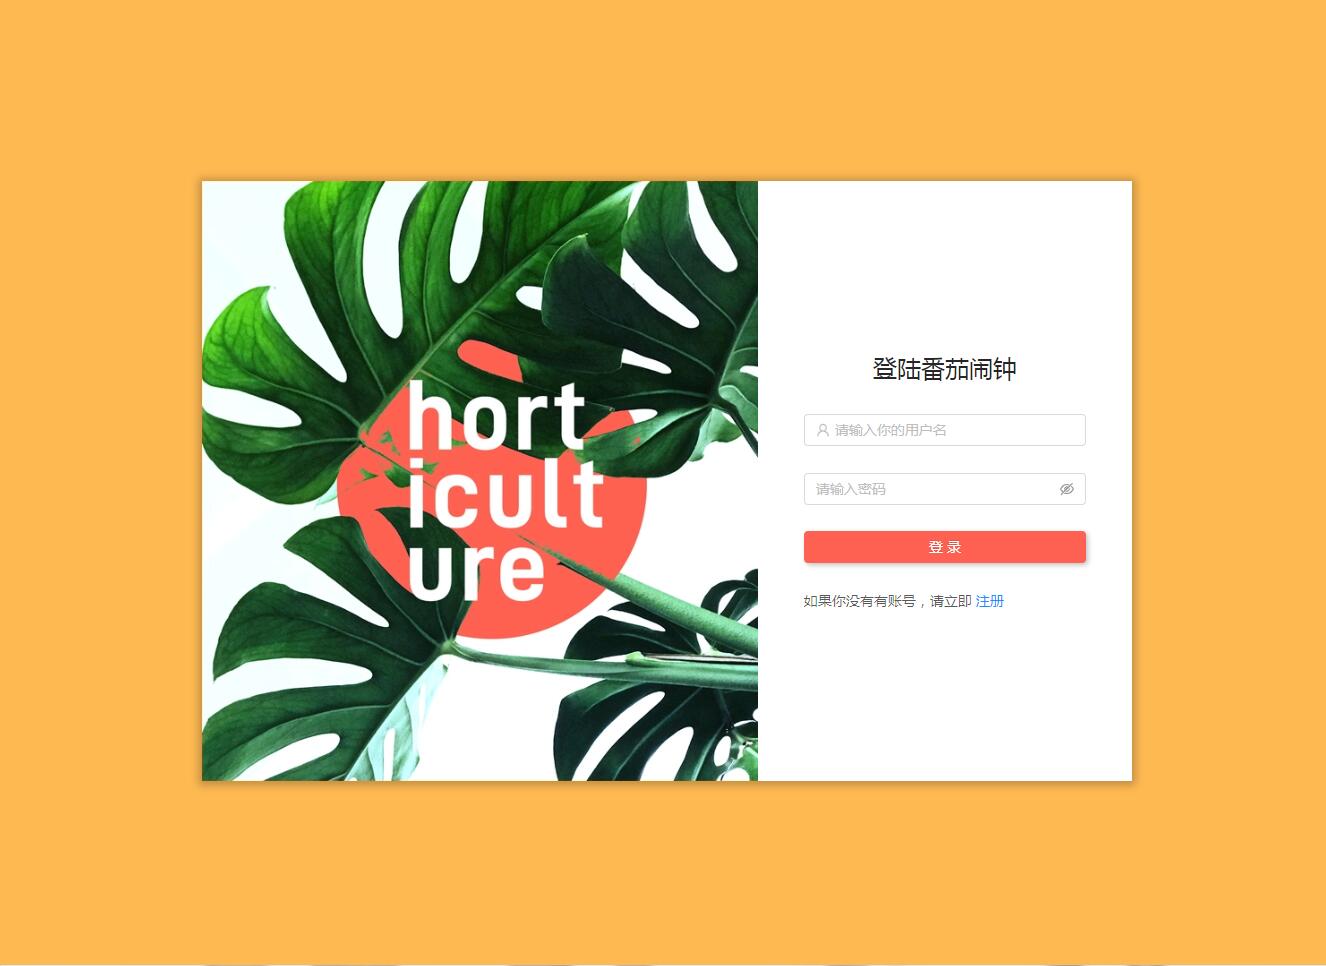 hort
icult
ure
登陆番茄闹钟
请输入你的用户名
请输入密码
登 录
如果你没有有账号，请立即 注册